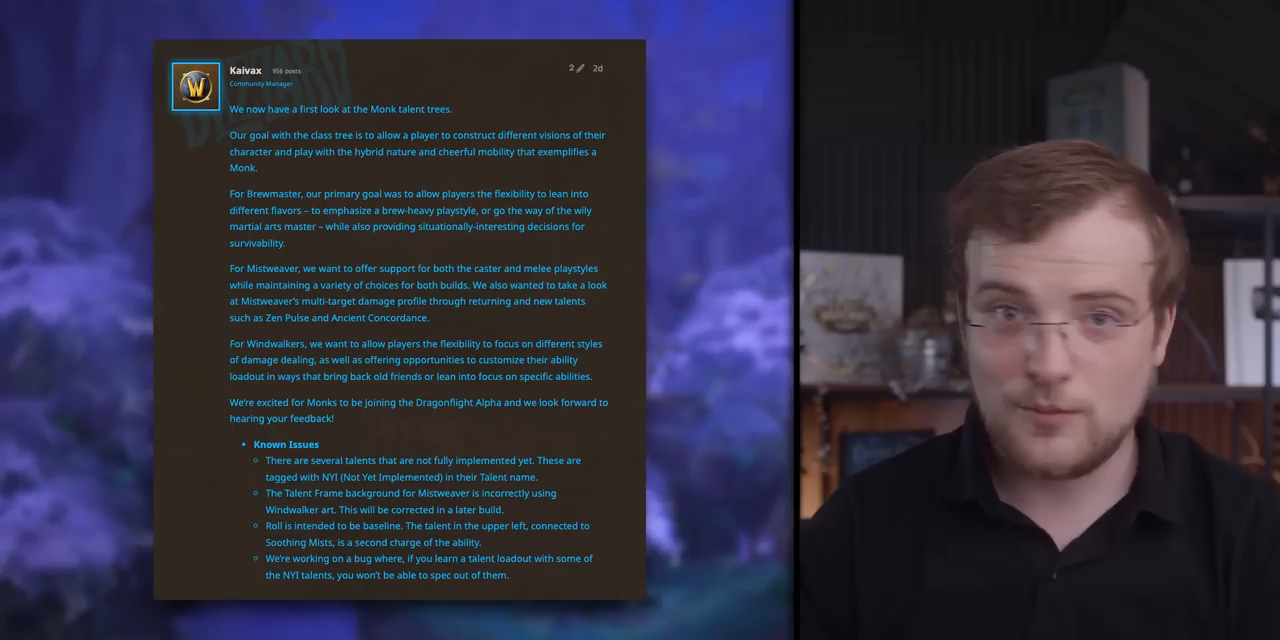 Kaivax 956 posts 2 2d
Community Manager
We now have a first look at the Monk talent trees.
Our goal with the class tree is to allow a player to construct different visions of their
character and play with the hybrid nature and cheerful mobility that exemplifies a
Monk.
For Brewmaster, our primary goal was to allow players the flexibility to lean into
different flavors – to emphasize a brew-heavy playstyle, or go the way of the wily
martial arts master – while also providing situationally-interesting decisions for
survivability.
For Mistweaver, we want to offer support for both the caster and melee playstyles
while maintaining a variety of choices for both builds. We also wanted to take a look
at Mistweaver's multi-target damage profile through returning and new talents
such as Zen Pulse and Ancient Concordance.
For Windwalkers, we want to allow players the flexibility to focus on different styles
of damage dealing, as well as offering opportunities to customize their ability
loadout in ways that bring back old friends or lean into focus on specific abilities.
We're excited for Monks to be joining the Dragonflight Alpha and we look forward to
hearing your feedback!
• Known Issues
◦ There are several talents that are not fully implemented yet. These are
tagged with NYI (Not Yet Implemented) in their Talent name.
◦ The Talent Frame background for Mistweaver is incorrectly using
Windwalker art. This will be corrected in a later build.
◦ Roll is intended to be baseline. The talent in the upper left, connected to
Soothing Mists, is a second charge of the ability.
◦ We're working on a bug where, if you learn a talent loadout with some of
the NYI talents, you won't be able to spec out of them.
W
BLIZZARD